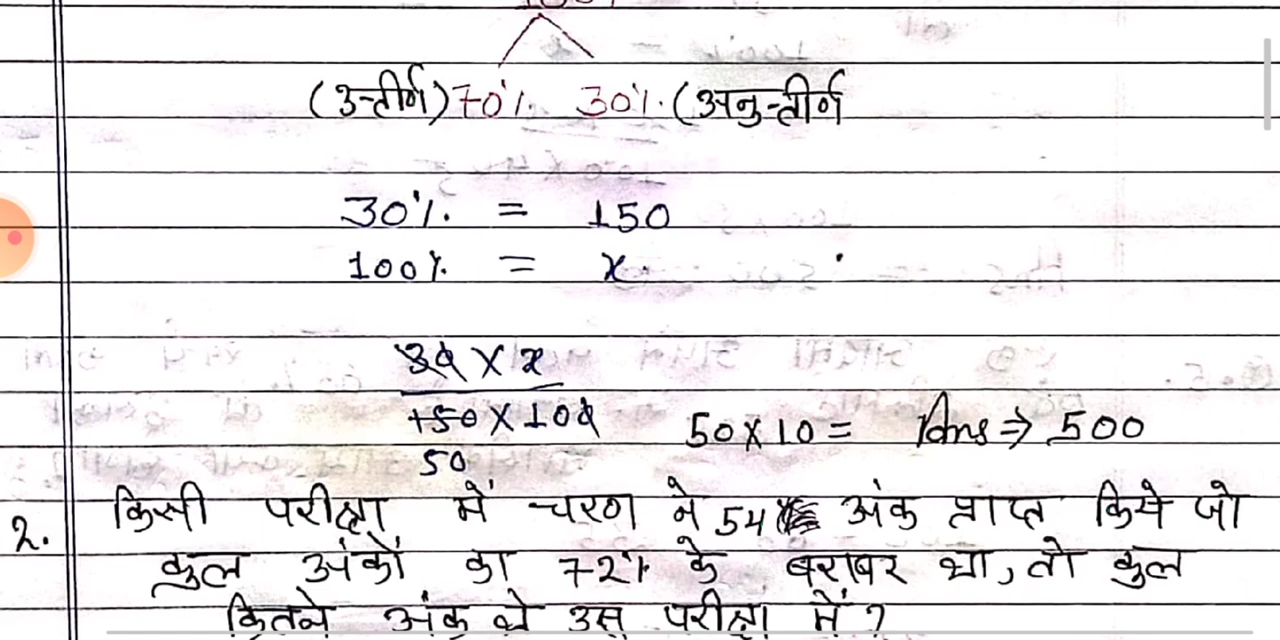 (उत्तीर्ण) 70% 30% (अनुत्तीर्ण
30% = 150
100% = x.
30 X x
150 X 100 50 X 10 = Ans ⇒ 500
50
2. किसी परीक्षा में चरण ने 54 अंक प्राप्त किये जो
कुल अंकों का 72% के बराबर था, तो कुल
कितने अंक थे उस परीक्षा में?